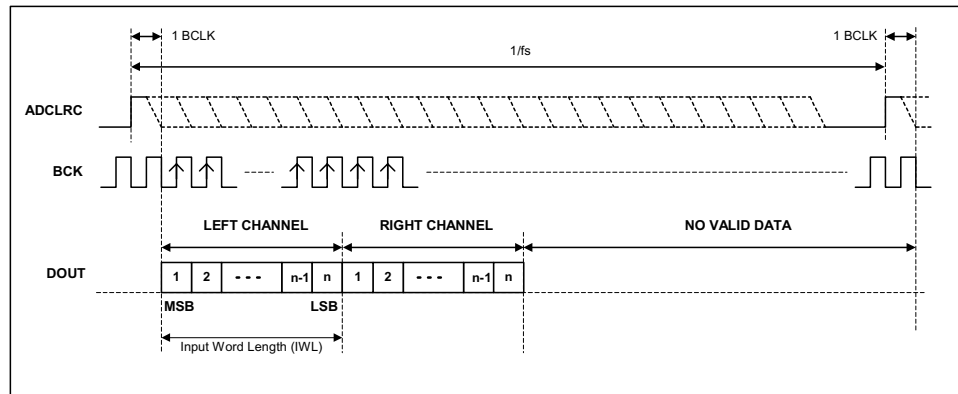 1 BCLK 1 BCLK
1/fs
ADCLRC
BCK
LEFT CHANNEL RIGHT CHANNEL NO VALID DATA
DOUT 1 2 - - - n-1 n 1 2 - - - n-1 n
MSB LSB
Input Word Length (IWL)